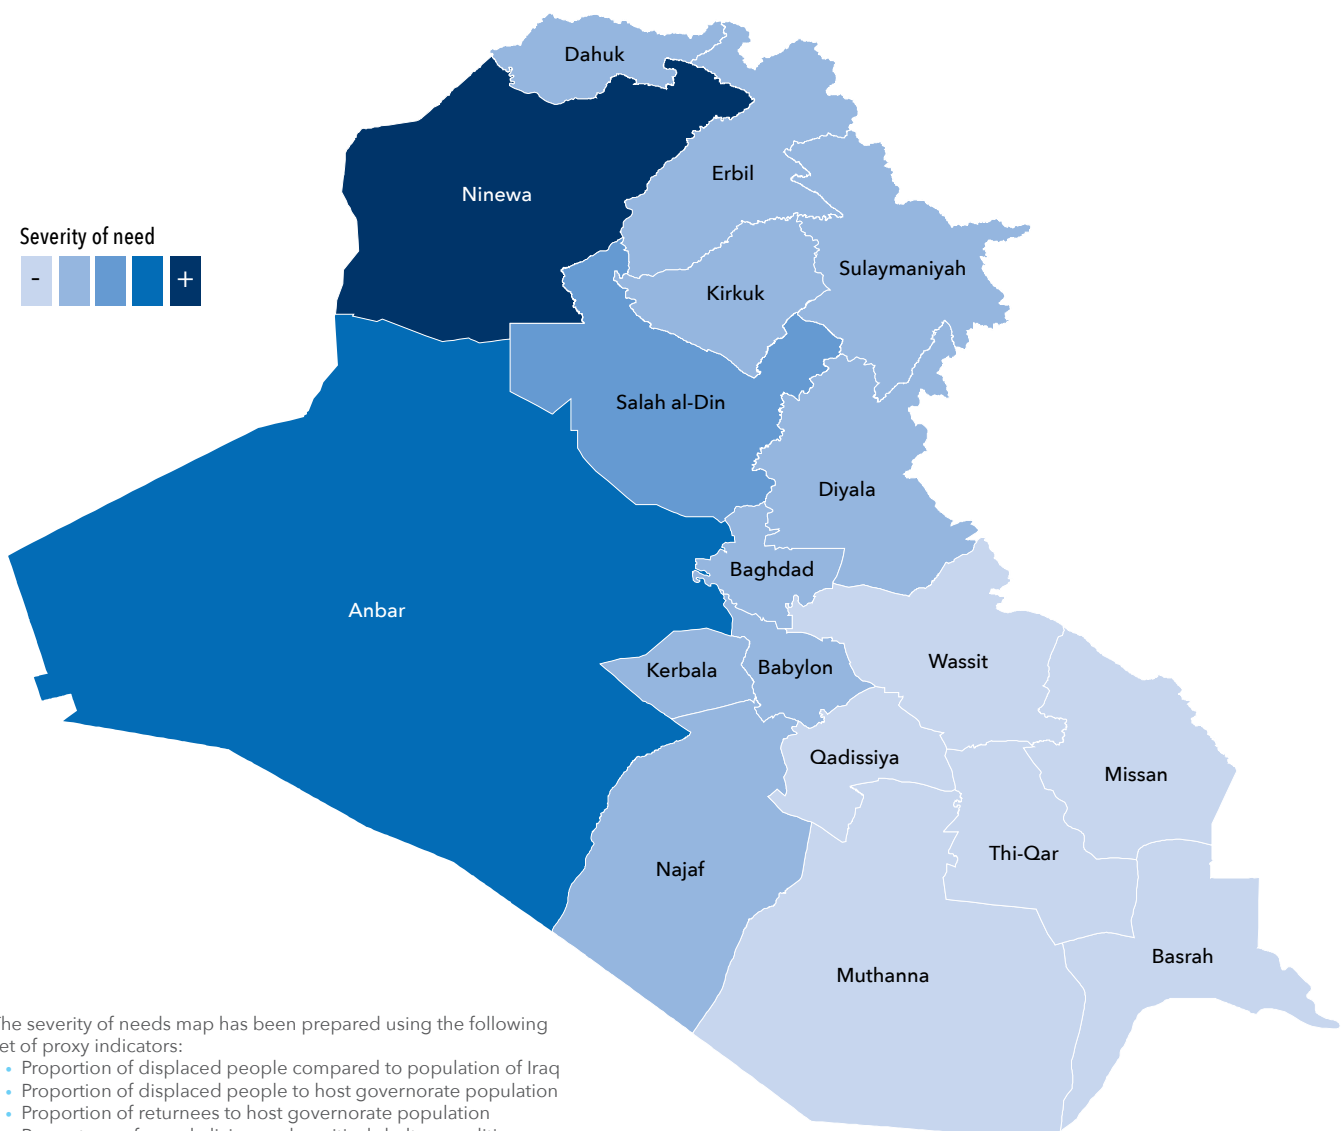 Dahuk
Ninewa
Erbil
Severity of need
- +
Sulaymaniyah
Kirkuk
Salah al-Din
Diyala
Baghdad
Anbar
Wassit
Kerbala
Babylon
Qadissiya
Missan
Thi-Qar
Najaf
Basrah
Muthanna
he severity of needs map has been prepared using the following
et of proxy indicators:
• Proportion of displaced people compared to population of Iraq
• Proportion of displaced people to host governorate population
• Proportion of returnees to host governorate population